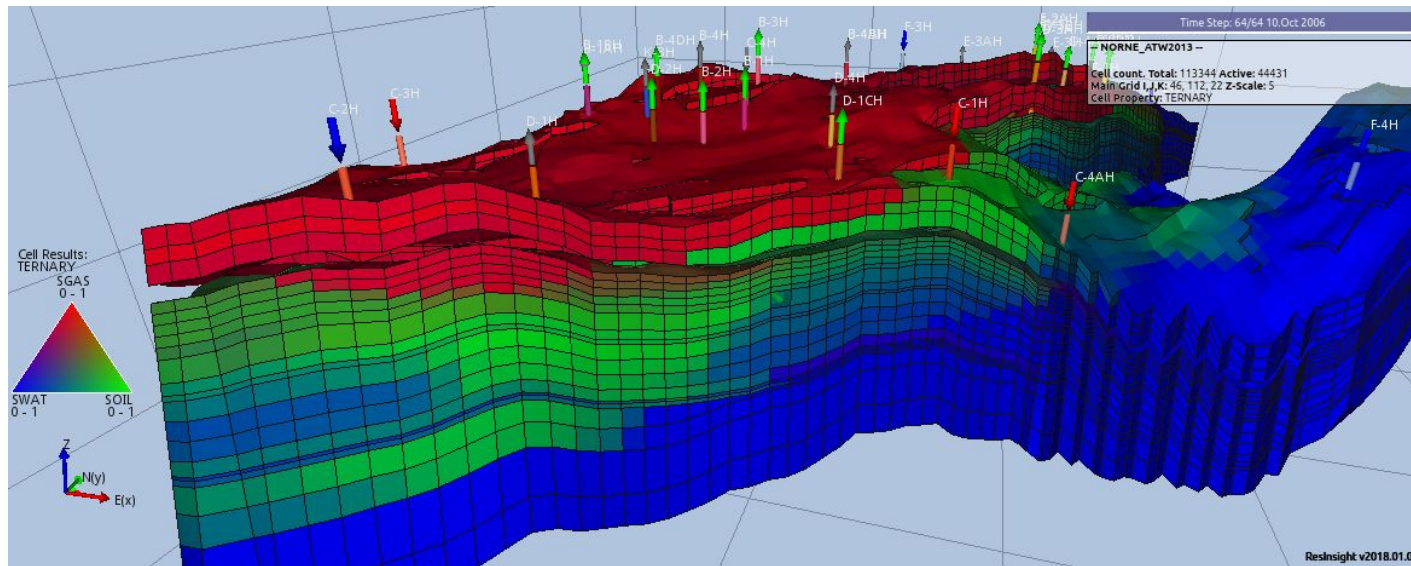 Time Step: 64/64 10.Oct 2006
-- NORNE_ATW2013 --
Cell count. Total: 113344 Active: 44431
Main Grid I,J,K: 46, 112, 22 Z-Scale: 5
Cell Property: TERNARY
B-3H
F-3H
B-4DH
B-4H
C-4H
E-3AH
D-4H
B-2H
D-1CH
C-1H
C-3H
C-2H
D-1H
F-4H
C-4AH
Cell Results:
TERNARY
SGAS
0 - 1
SWAT
0 - 1
SOIL
0 - 1
Z
N(y)
E(x)
ResInsight v2018.01.0